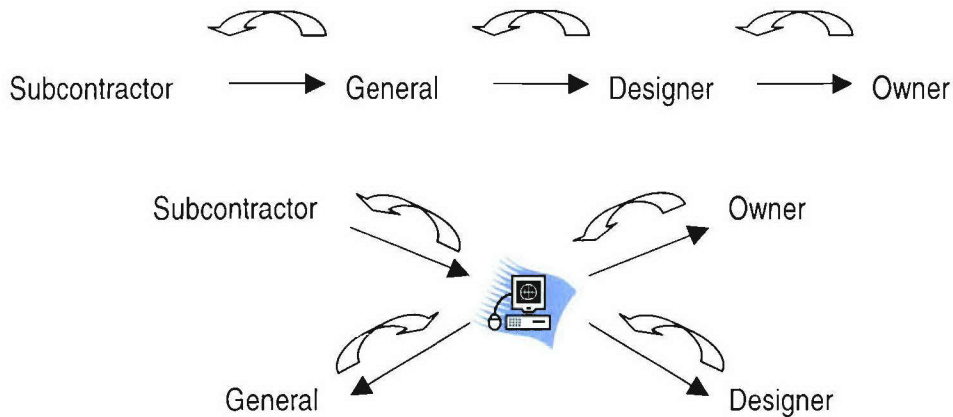 Subcontractor General Designer Owner
Subcontractor Owner
General Designer